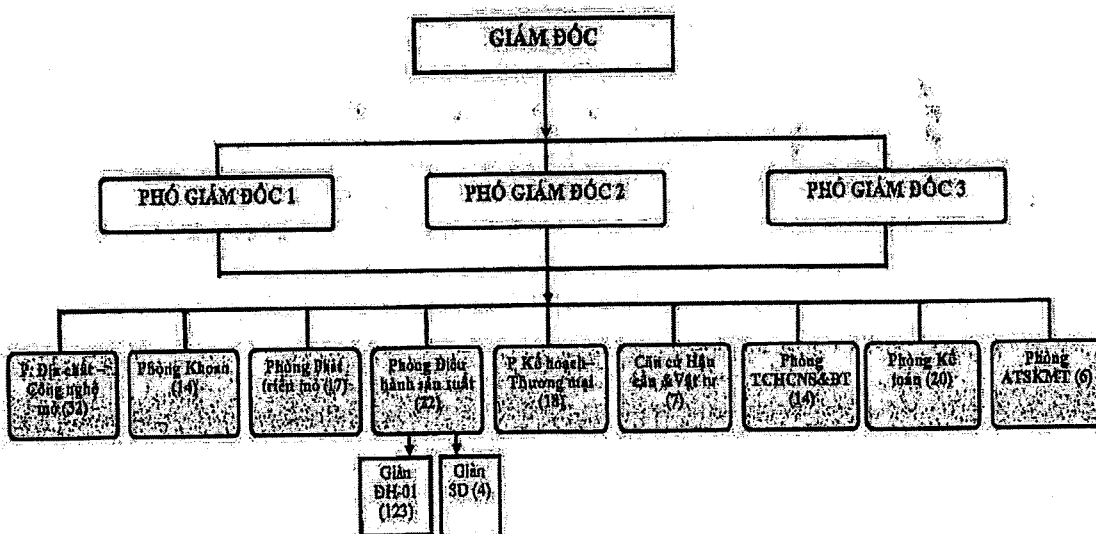 GIÁM ĐỐC
PHÓ GIÁM ĐỐC 1
PHÓ GIÁM ĐỐC 2
PHÓ GIÁM ĐỐC 3
P. Địa chất –
Công nghệ
mỏ (32)
Phòng Khoan
(14)
Phòng Phát
triển mỏ (17)
Phòng Điều
hành sản xuất
(22)
P. Kế hoạch–
Thương mại
(18)
Căn cứ Hậu
cần & Vật tư
(7)
Phòng
TCHCNS&ĐT
(14)
Phòng Kế
toán (20)
Phòng
ATSKMT (6)
Giàn
ĐH-01
(123)
Giàn
SD (4)